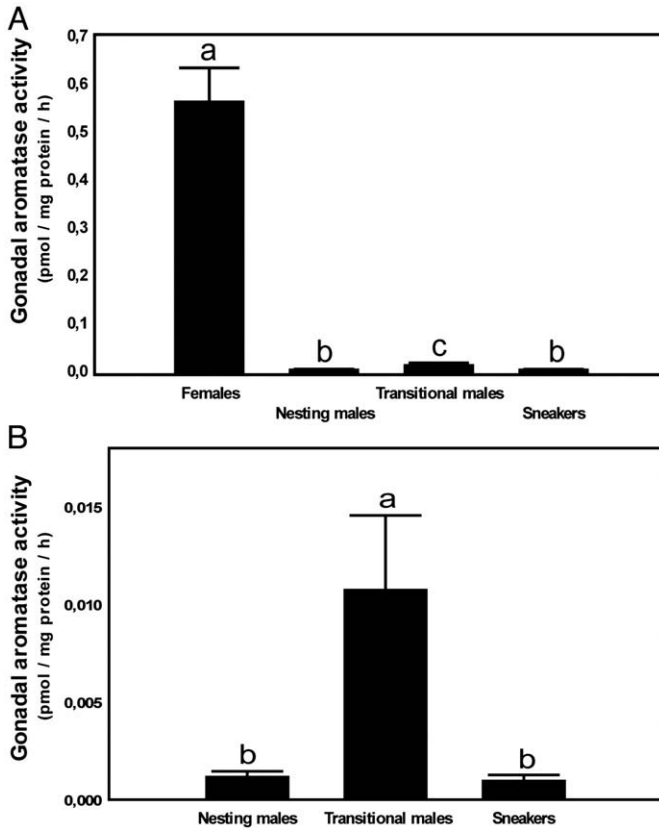 A
Gonadal aromatase activity
(pmol / mg protein / h)
0,7
0,6
0,5
0,4
0,3
0,2
0,1
0,0
a
b
c
b
Females
Nesting males
Transitional males
Sneakers
B
Gonadal aromatase activity
(pmol / mg protein / h)
0,015
0,010
0,005
0,000
b
a
b
Nesting males
Transitional males
Sneakers